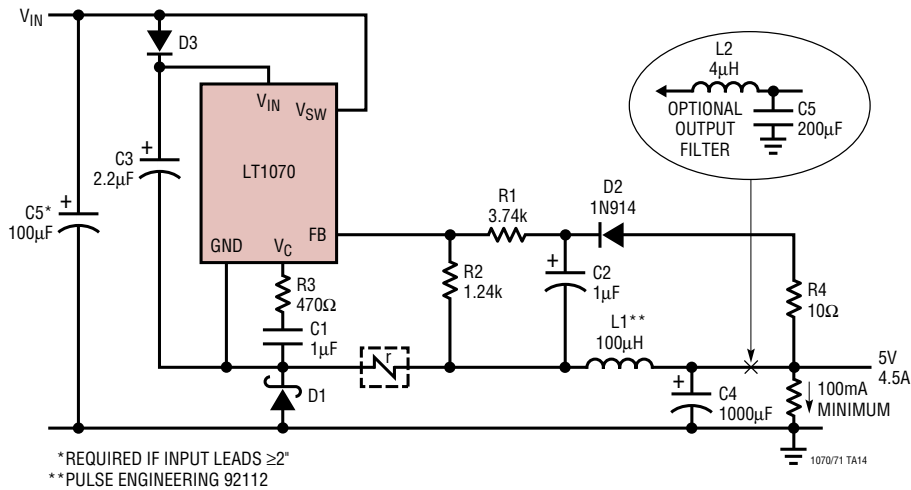 VIN
D3
L2
4µH
VIN
VSW
OPTIONAL
OUTPUT
FILTER
C5
200µF
C3
2.2µF
+
LT1070
C5*
100µF
+
R1
3.74k
D2
1N914
GND
VC
FB
R3
470Ω
R2
1.24k
+
C2
1µF
R4
10Ω
C1
1µF
r
L1**
100µH
5V
4.5A
D1
+
C4
1000µF
100mA
MINIMUM
*REQUIRED IF INPUT LEADS ≥2"
**PULSE ENGINEERING 92112
1070/71 TA14